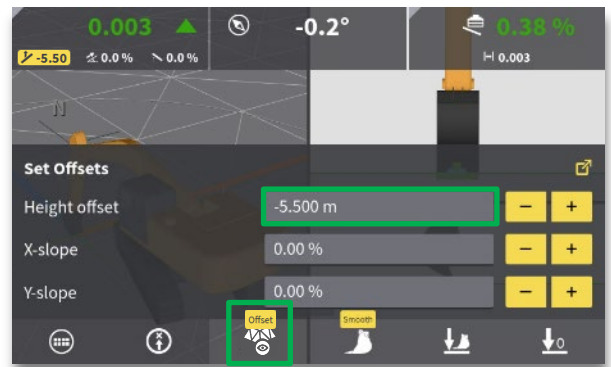 0.003 -0.2° 0.38 %
-5.50 0.0 % 0.0 % 0.003
N
Set Offsets
Height offset -5.500 m − +
X-slope 0.00 % − +
Y-slope 0.00 % − +
Offset Smooth
0